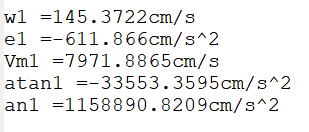 w1 =145.3722cm/s
e1 =-611.866cm/s^2
Vm1 =7971.8865cm/s
atan1 =-33553.3595cm/s^2
an1 =1158890.8209cm/s^2